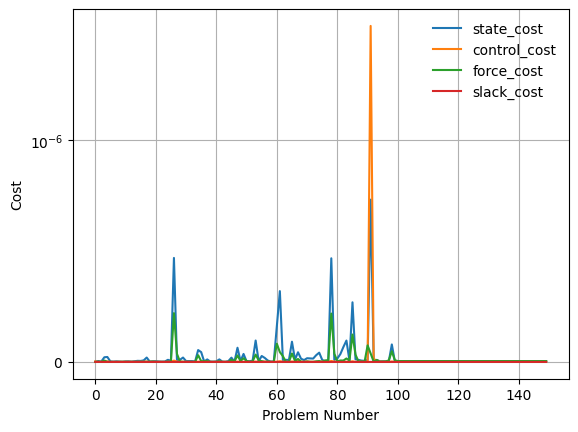 state_cost
control_cost
force_cost
slack_cost
10⁻⁶
0
Cost
0 20 40 60 80 100 120 140
Problem Number